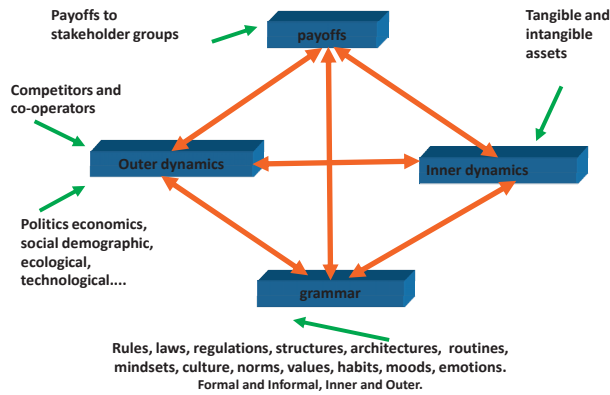 Payoffs to
stakeholder groups
payoffs
Tangible and
intangible
assets
Competitors and
co-operators
Outer dynamics
Inner dynamics
Politics economics,
social demographic,
ecological,
technological....
grammar
Rules, laws, regulations, structures, architectures, routines,
mindsets, culture, norms, values, habits, moods, emotions.
Formal and Informal, Inner and Outer.